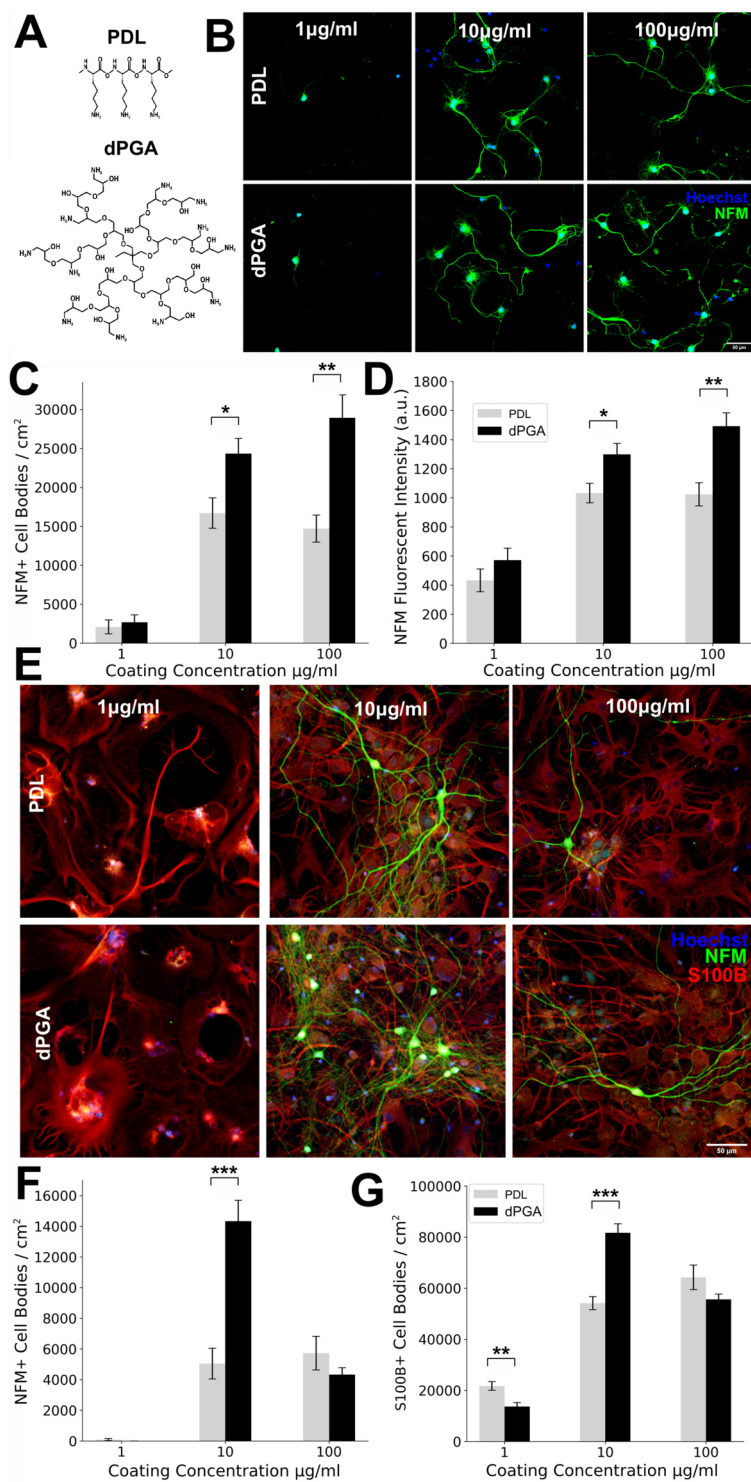 A
PDL
dPGA
B
1µg/ml
10µg/ml
100µg/ml
PDL
dPGA
Hoechst
NFM
50 µm
C
**
*
NFM+ Cell Bodies / cm²
30000
25000
20000
15000
10000
5000
0
1
10
100
Coating Concentration µg/ml
D
**
*
PDL
dPGA
NFM Fluorescent Intensity (a.u.)
1800
1600
1400
1200
1000
800
600
400
200
0
1
10
100
Coating Concentration µg/ml
E
1µg/ml
10µg/ml
100µg/ml
PDL
dPGA
Hoechst
NFM
S100B
50 µm
F
***
NFM+ Cell Bodies / cm²
16000
14000
12000
10000
8000
6000
4000
2000
0
1
10
100
Coating Concentration µg/ml
G
PDL
dPGA
***
**
S100B+ Cell Bodies / cm²
100000
80000
60000
40000
20000
0
1
10
100
Coating Concentration µg/ml